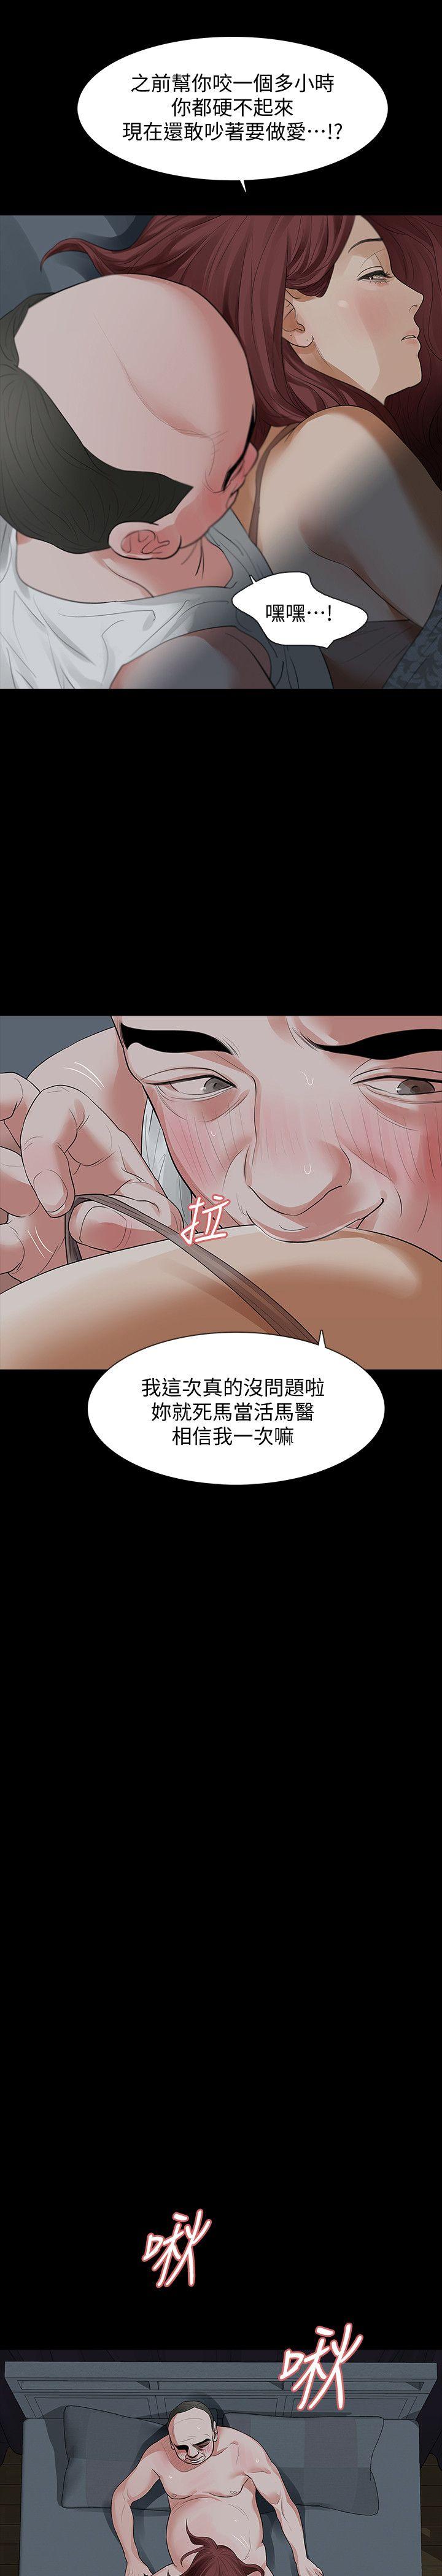 之前幫你咬一個多小時
你都硬不起來
現在還敢吵著要做愛…!?
嘿嘿…!
拉
我這次真的沒問題啦
妳就死馬當活馬醫
相信我一次嘛
啾
啾